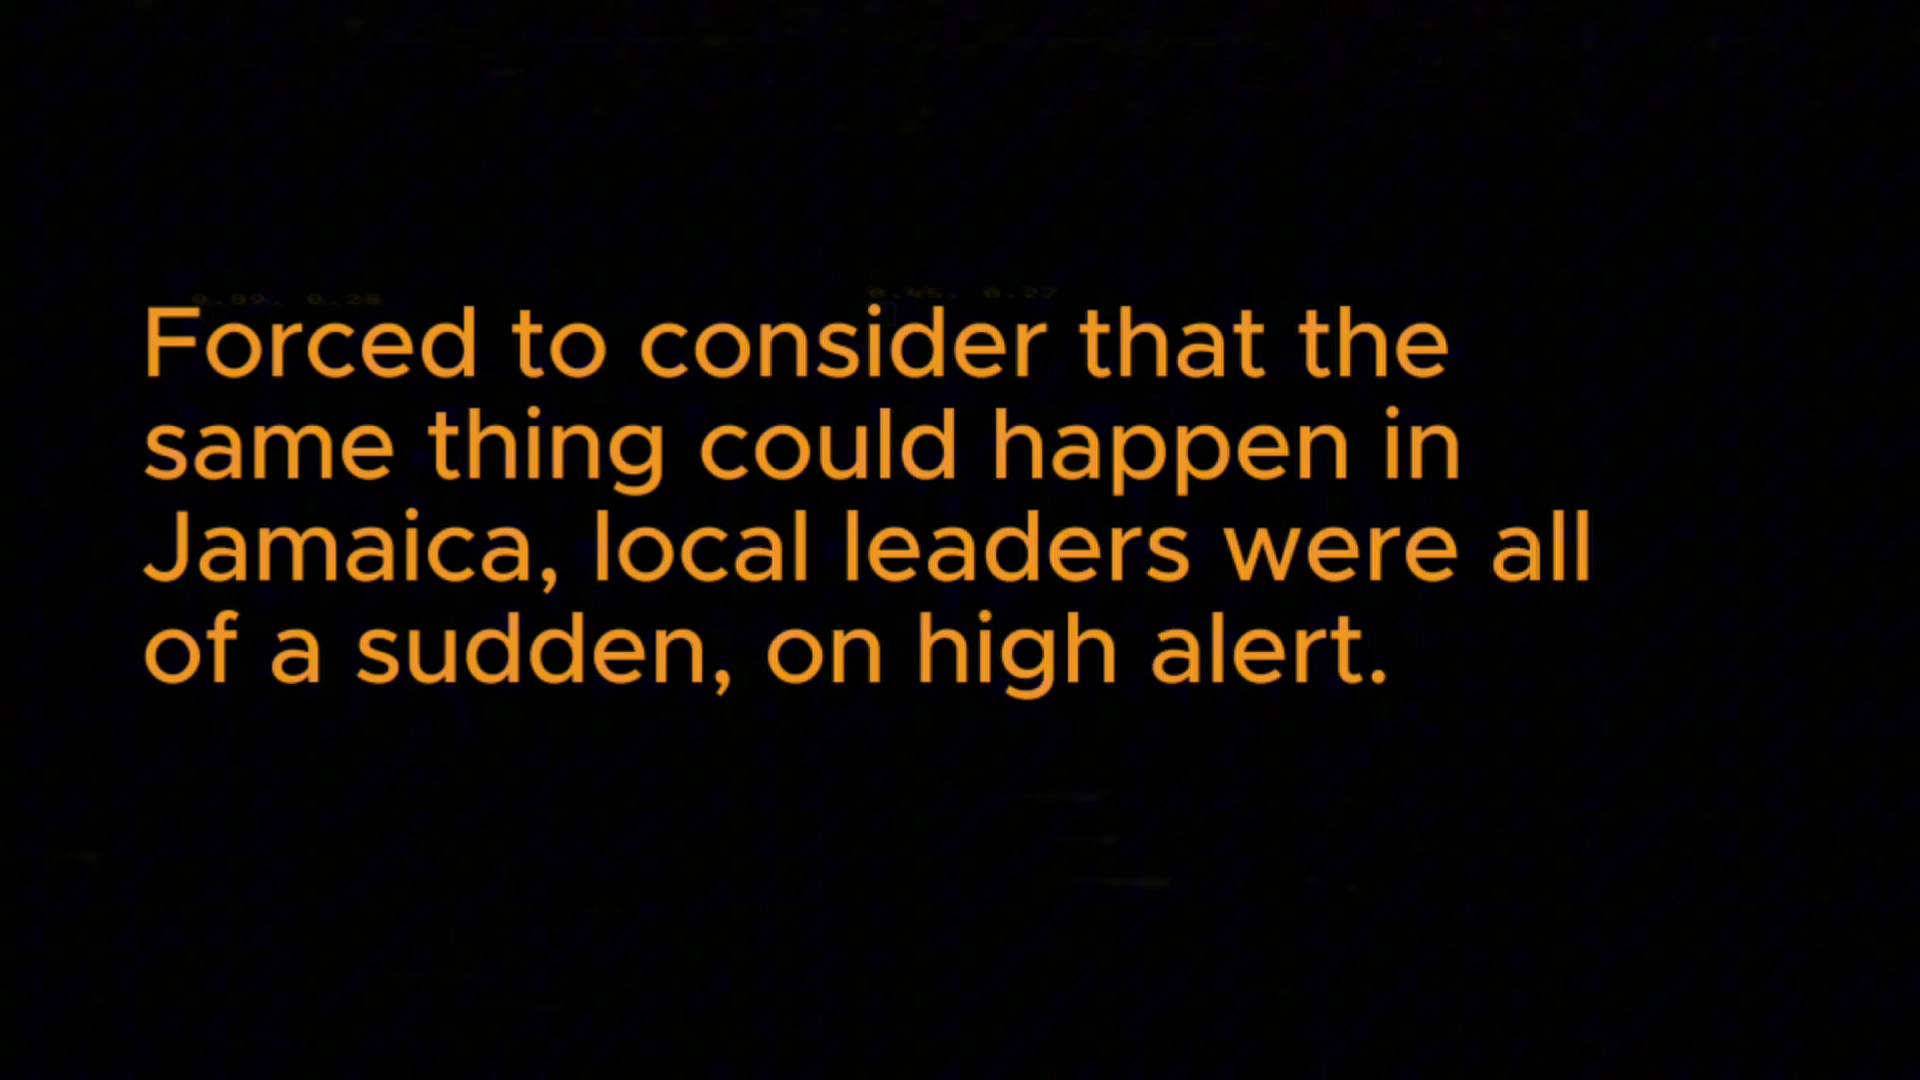 Forced to consider that the
same thing could happen in
Jamaica, local leaders were all
of a sudden, on high alert.